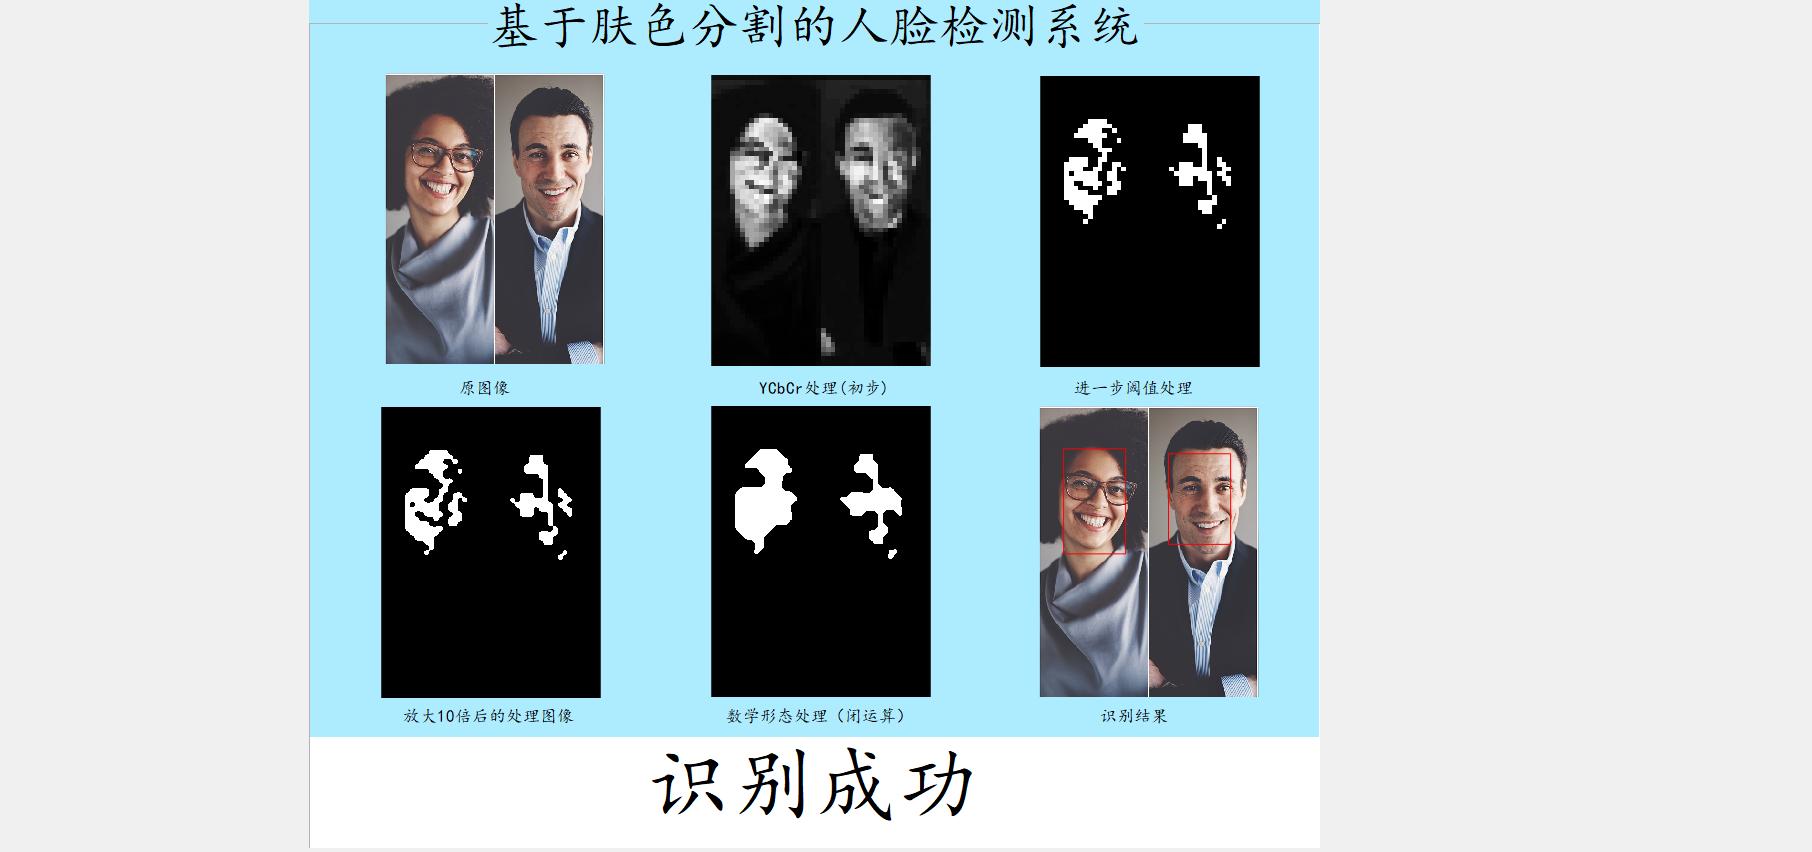 基于肤色分割的人脸检测系统
原图像
YCbCr处理(初步)
进一步阈值处理
放大10倍后的处理图像
数学形态处理（闭运算）
识别结果
识别成功